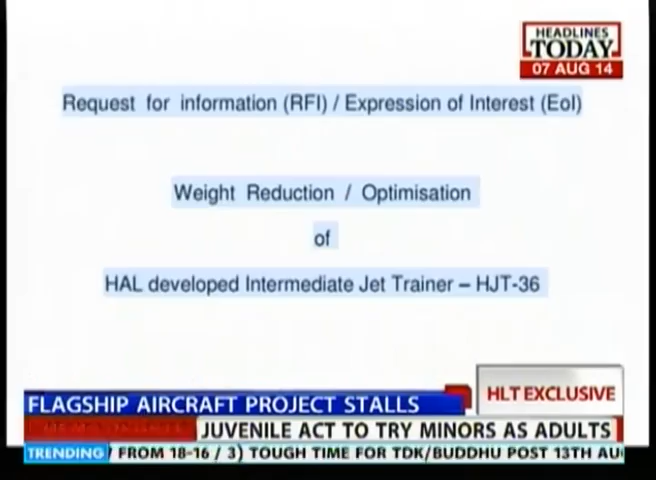 HEADLINES
TODAY
07 AUG 14
Request for information (RFI) / Expression of Interest (EoI)
Weight Reduction / Optimisation
of
HAL developed Intermediate Jet Trainer – HJT-36
HLT EXCLUSIVE
FLAGSHIP AIRCRAFT PROJECT STALLS
JUVENILE ACT TO TRY MINORS AS ADULTS
TRENDING / FROM 18-16 / 3) TOUGH TIME FOR TDK/BUDDHU POST 13TH AU